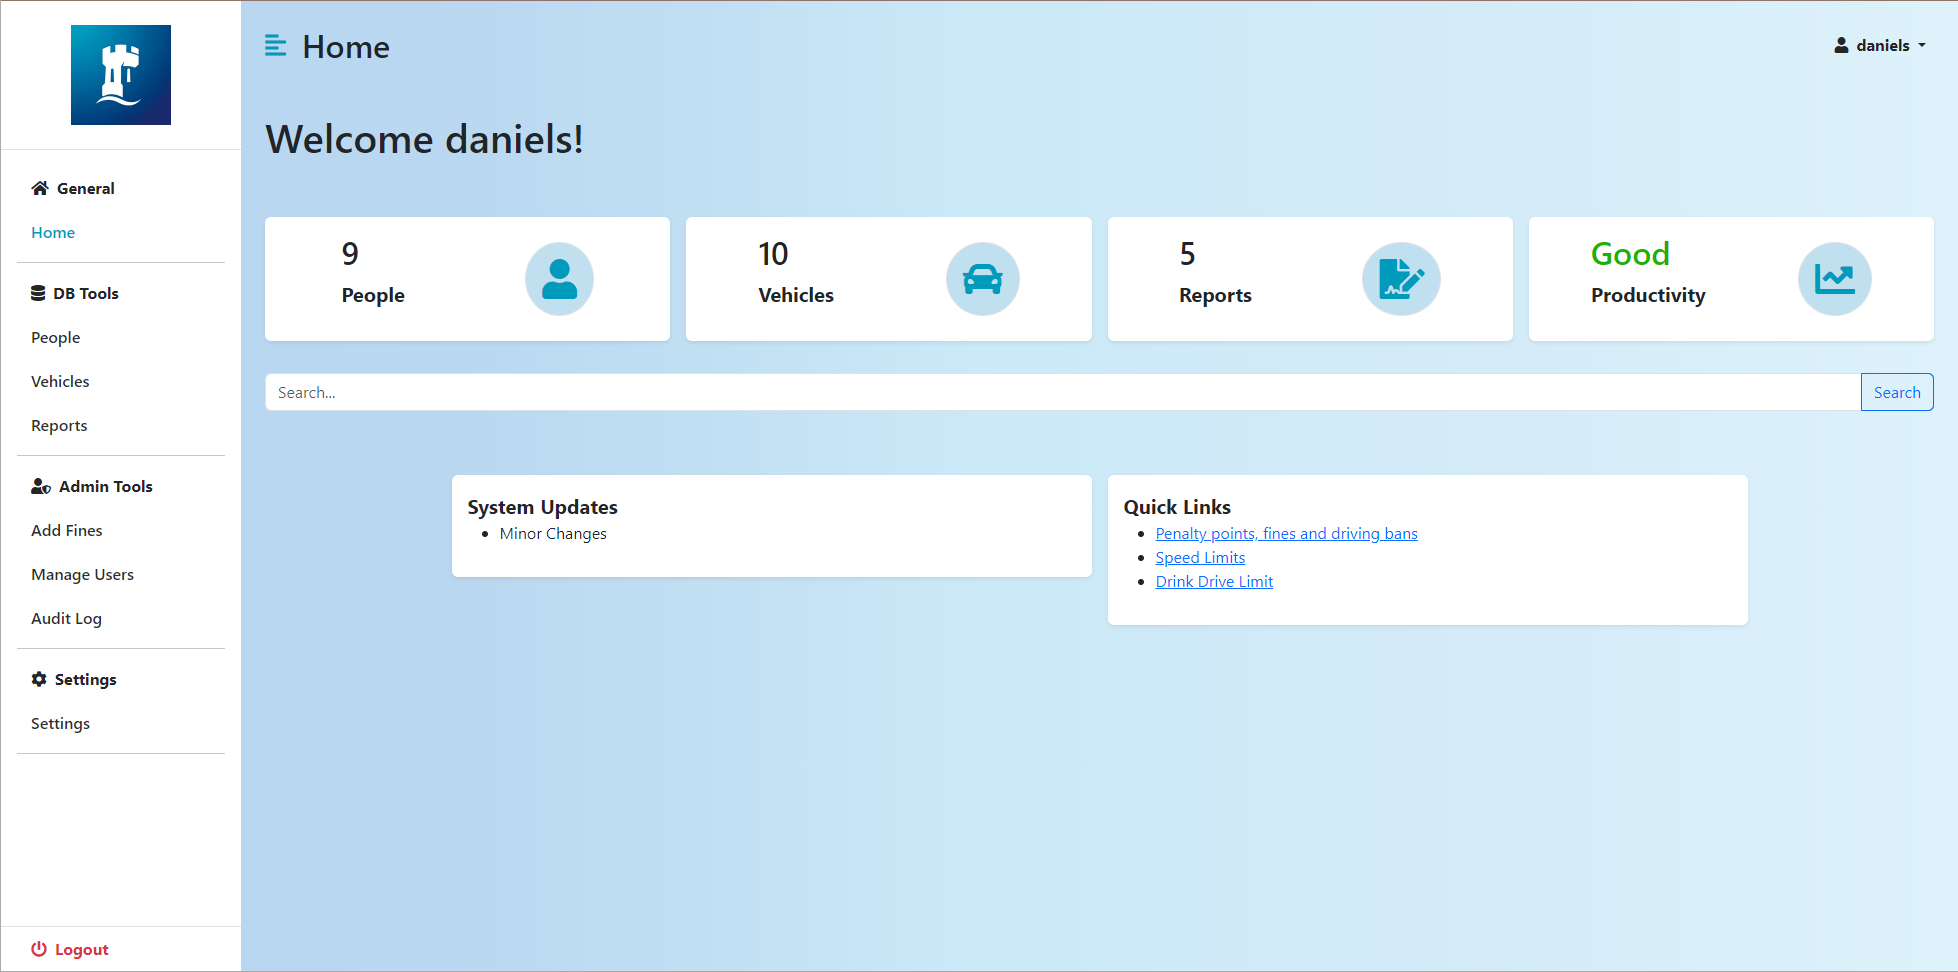 Home
daniels
General
Home
DB Tools
People
Vehicles
Reports
Admin Tools
Add Fines
Manage Users
Audit Log
Settings
Settings
Logout
Welcome daniels!
9
People
10
Vehicles
5
Reports
Good
Productivity
Search...
Search
System Updates
Minor Changes
Quick Links
Penalty points, fines and driving bans
Speed Limits
Drink Drive Limit